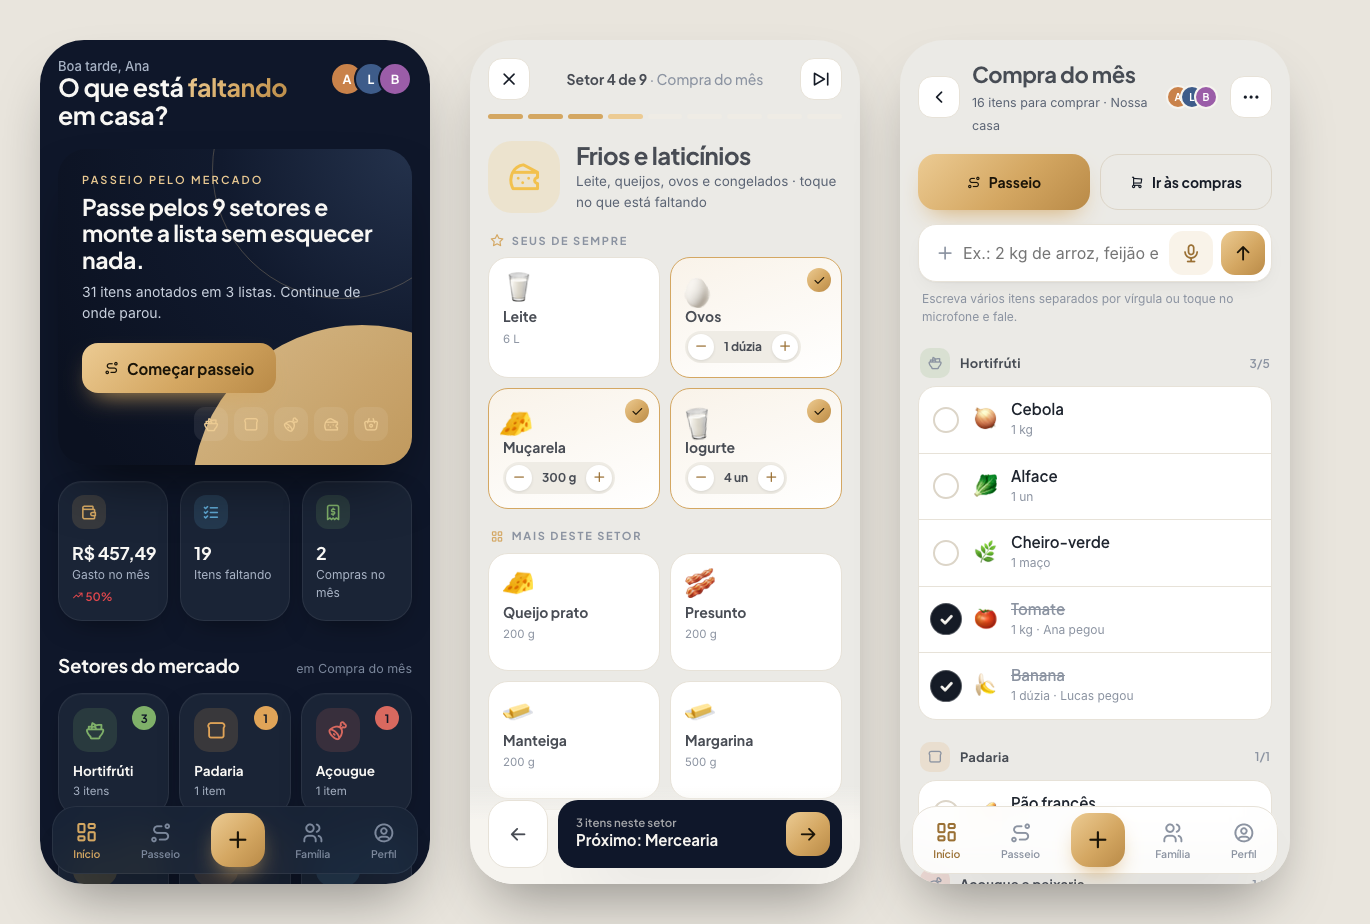 Boa tarde, Ana
O que está faltando
em casa?
A L B
PASSEIO PELO MERCADO
Passe pelos 9 setores e
monte a lista sem esquecer
nada.
31 itens anotados em 3 listas. Continue de
onde parou.
Começar passeio
R$ 457,49
Gasto no mês
50%
19
Itens faltando
2
Compras no
mês
Setores do mercado
em Compra do mês
3
Hortifrúti
3 itens
1
Padaria
1 item
1
Açougue
1 item
Início
Passeio
Família
Perfil
Setor 4 de 9 · Compra do mês
Frios e laticínios
Leite, queijos, ovos e congelados · toque
no que está faltando
SEUS DE SEMPRE
Leite
6 L
Ovos
1 dúzia
Muçarela
300 g
Iogurte
4 un
MAIS DESTE SETOR
Queijo prato
200 g
Presunto
200 g
Manteiga
200 g
Margarina
500 g
3 itens neste setor
Próximo: Mercearia
Compra do mês
16 itens para comprar · Nossa
casa
A L B
Passeio
Ir às compras
Ex.: 2 kg de arroz, feijão e
Escreva vários itens separados por vírgula ou toque no
microfone e fale.
Hortifrúti
3/5
Cebola
1 kg
Alface
1 un
Cheiro-verde
1 maço
Tomate
1 kg · Ana pegou
Banana
1 dúzia · Lucas pegou
Padaria
1/1
Pão francês
Início
Passeio
Família
Perfil
Açougue e peixaria